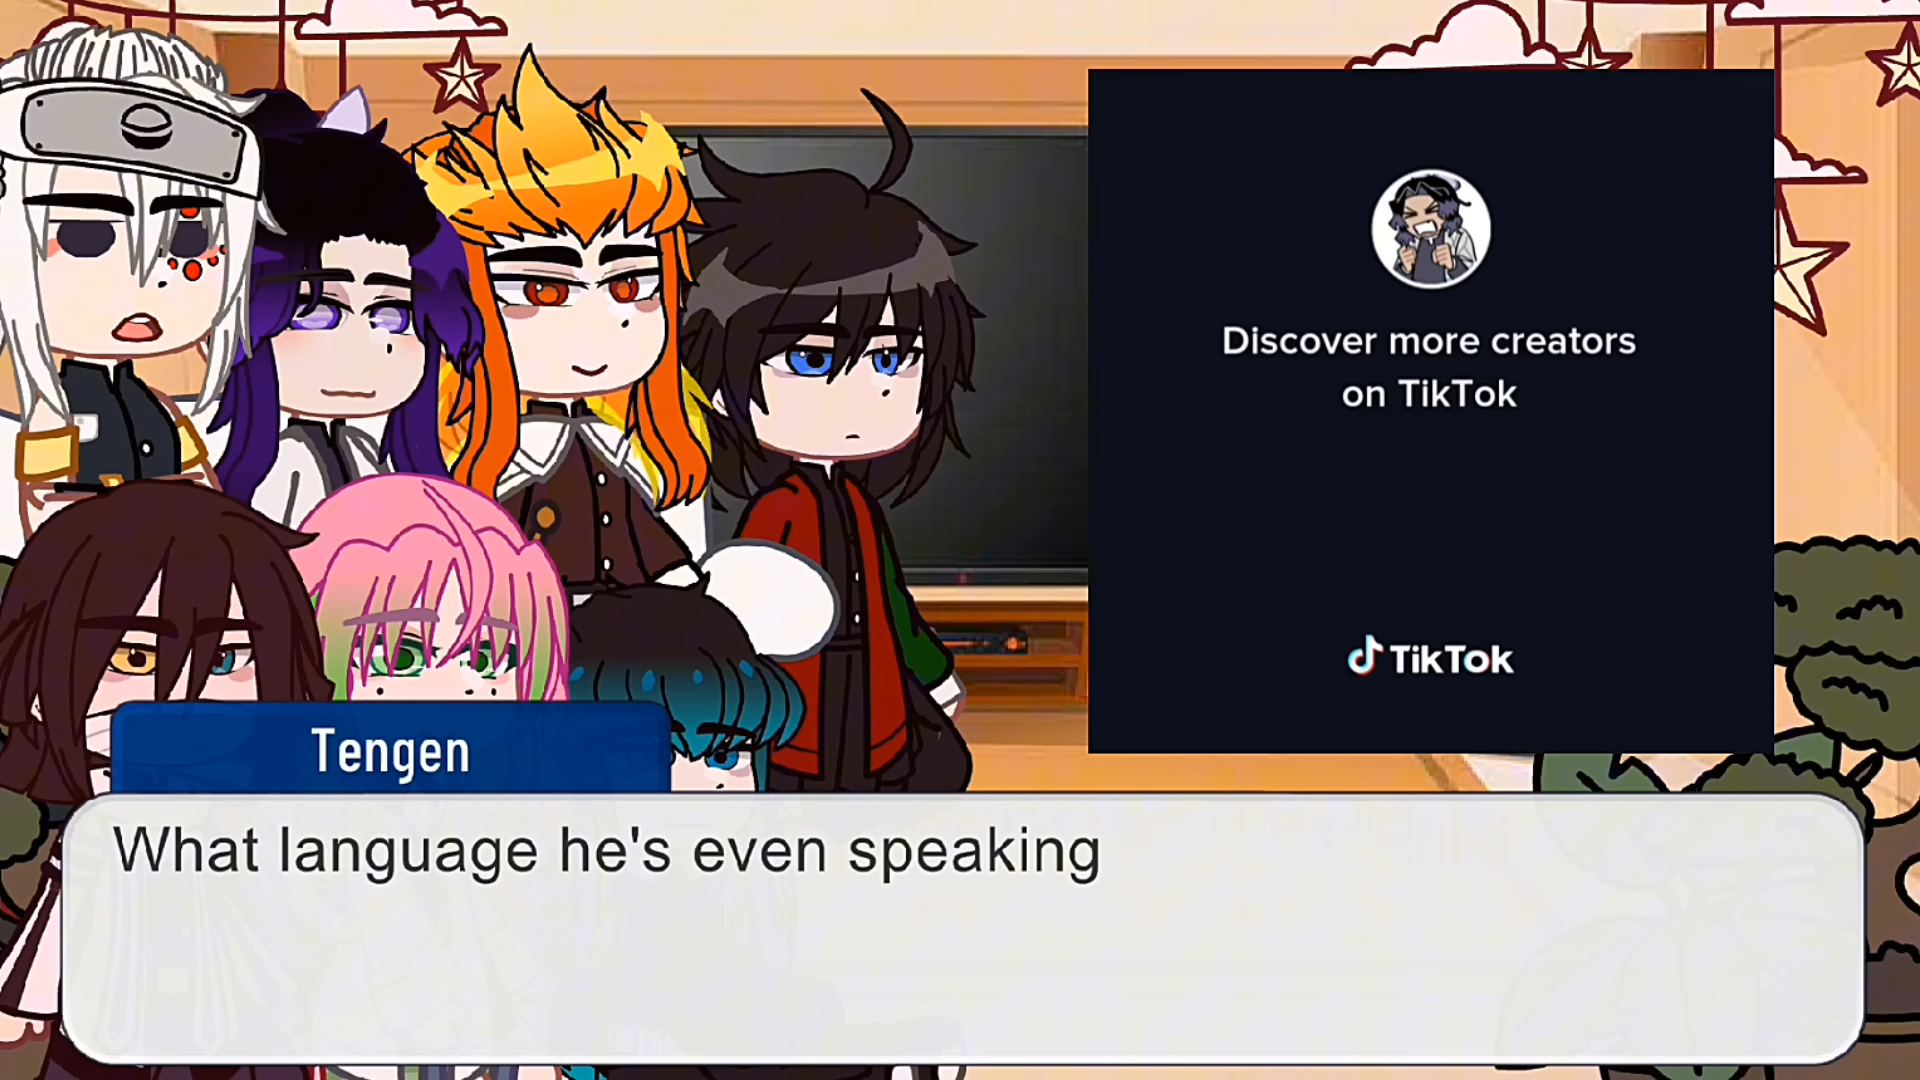 Discover more creators
on TikTok
TikTok
Tengen
What language he's even speaking